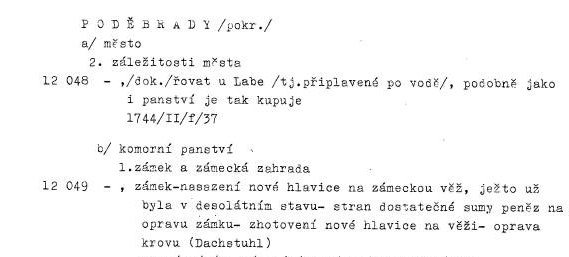 P O D Ě B R A D Y /pokr./
a/ město
2. záležitosti města
12 048 - ,/dok./řovat u Labe /tj.připlavené po vodě/, podobně jako
i panství je tak kupuje
1744/II/f/37
b/ komorní panství
1.zámek a zámecká zahrada
12 049 - , zámek-nasazení nové hlavice na zámeckou věž, ježto už
byla v desolátním stavu- stran dostatečné sumy peněz na
opravu zámku- zhotovení nové hlavice na věži- oprava
krovu (Dachstuhl)